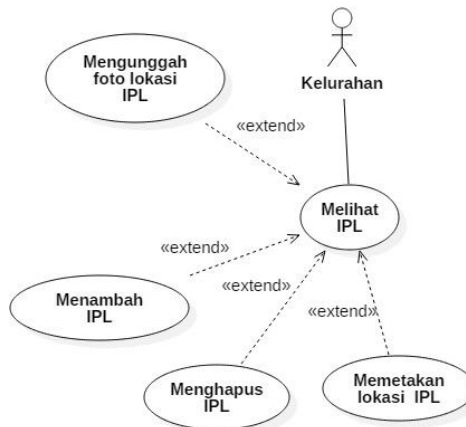 Mengunggah
foto lokasi
IPL
Kelurahan
«extend»
Melihat
IPL
«extend»
Menambah
IPL
«extend»
«extend»
Menghapus
IPL
Memetakan
lokasi IPL